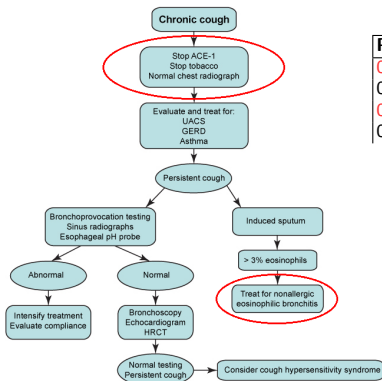 Chronic cough
Stop ACE-1
Stop tobacco
Normal chest radiograph
Evaluate and treat for:
UACS
GERD
Asthma
Persistent cough
Bronchoprovocation testing
Sinus radiographs
Esophageal pH probe
Induced sputum
Abnormal
Normal
> 3% eosinophils
Intensify treatment
Evaluate compliance
Bronchoscopy
Echocardiogram
HRCT
Treat for nonallergic
eosinophilic bronchitis
Normal testing
Persistent cough
Consider cough hypersensitivity syndrome